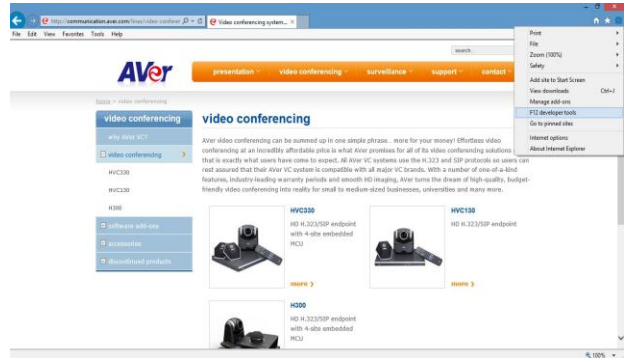 http://communication.aver.com/lines/video-conferer
Video conferencing system...
File Edit View Favorites Tools Help
search
AVer
presentation video conferencing surveillance support contact
home > video conferencing
video conferencing
why AVer VC?
video conferencing
HVC330
HVC130
H300
software add-ons
accessories
discontinued products
video conferencing
AVer video conferencing can be summed up in one simple phrase... more for your money! Effortless video
conferencing at an incredibly affordable price is what Aver promises for all of its video conferencing solutions
that is exactly what users have come to expect. All AVer VC systems use the H.323 and SIP protocols so users can
rest assured that their AVer VC system is compatible with all major VC brands. With a number of one-of-a-kind
features, industry-leading warranty periods and smooth HD imaging, AVer turns the dream of high-quality, budget-
friendly video conferencing into reality for small to medium-sized businesses, universities and many more.
HVC330
HD H.323/SIP endpoint
with 4-site embedded
MCU
more
HVC130
HD H.323/SIP endpoint
more
H300
HD H.323/SIP endpoint
with 4-site embedded
MCU
Print
File
Zoom (100%)
Safety
Add site to Start Screen
View downloads Ctrl+J
Manage add-ons
F12 developer tools
Go to pinned sites
Internet options
About Internet Explorer
100%